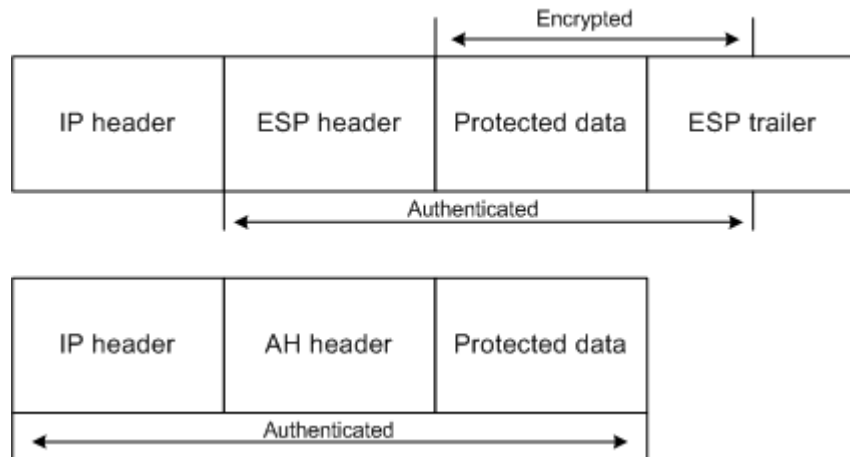 Encrypted
IP header ESP header Protected data ESP trailer
Authenticated
IP header AH header Protected data
Authenticated